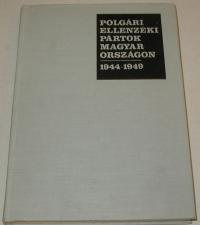 POLGÁRI
ELLENZÉKI
PÁRTOK
MAGYAR
ORSZÁGON
1944-1949